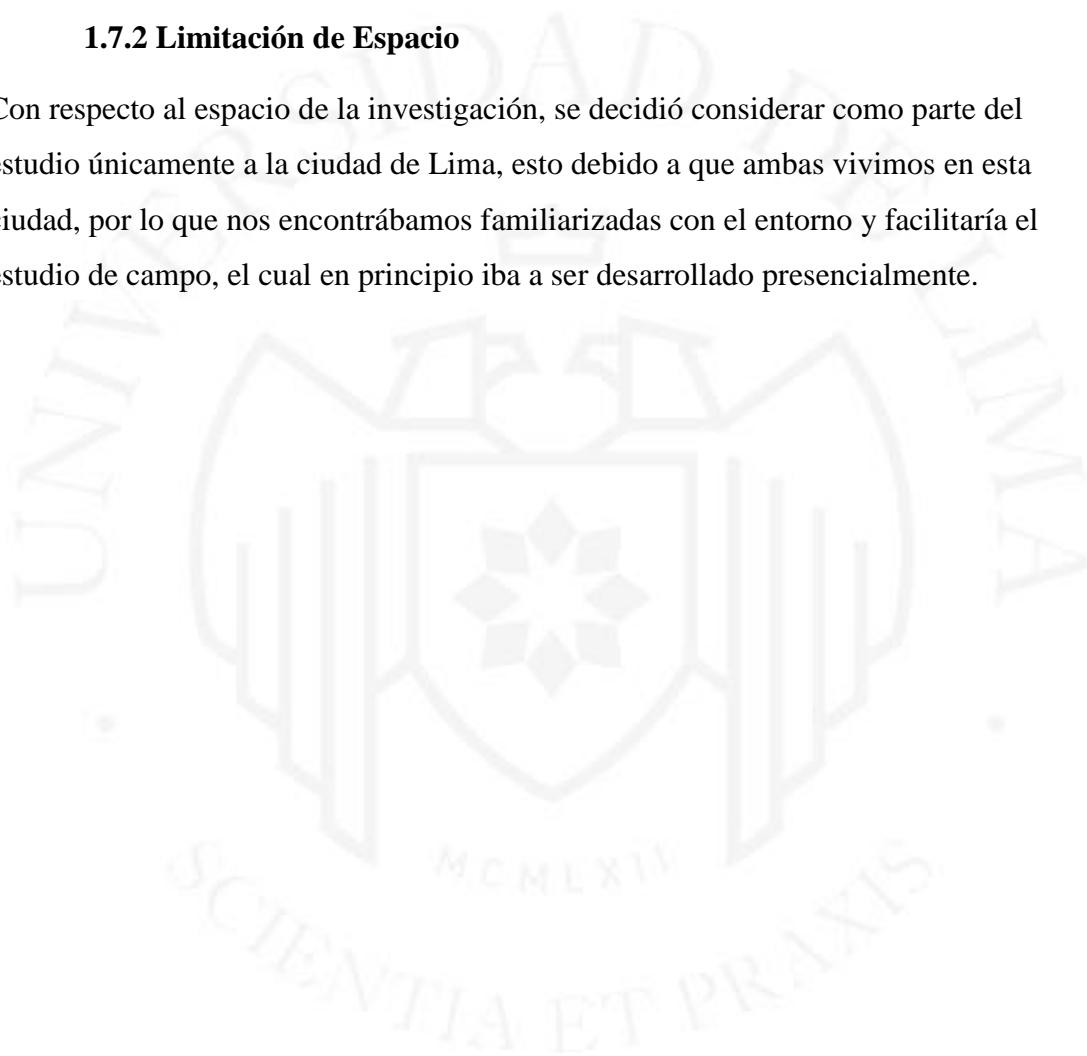 1.7.2 Limitación de Espacio
Con respecto al espacio de la investigación, se decidió considerar como parte del
estudio únicamente a la ciudad de Lima, esto debido a que ambas vivimos en esta
ciudad, por lo que nos encontrábamos familiarizadas con el entorno y facilitaría el
estudio de campo, el cual en principio iba a ser desarrollado presencialmente.
UNIVERSIDAD DE LIMA
MCMLXII
SCIENTIA ET PRAXIS